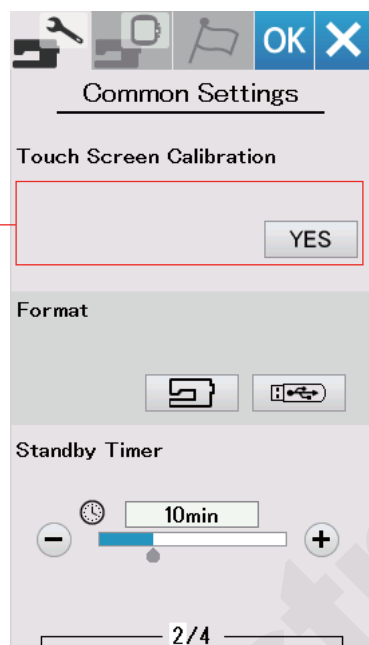 OK
Common Settings
Touch Screen Calibration
YES
Format
Standby Timer
10min
2/4